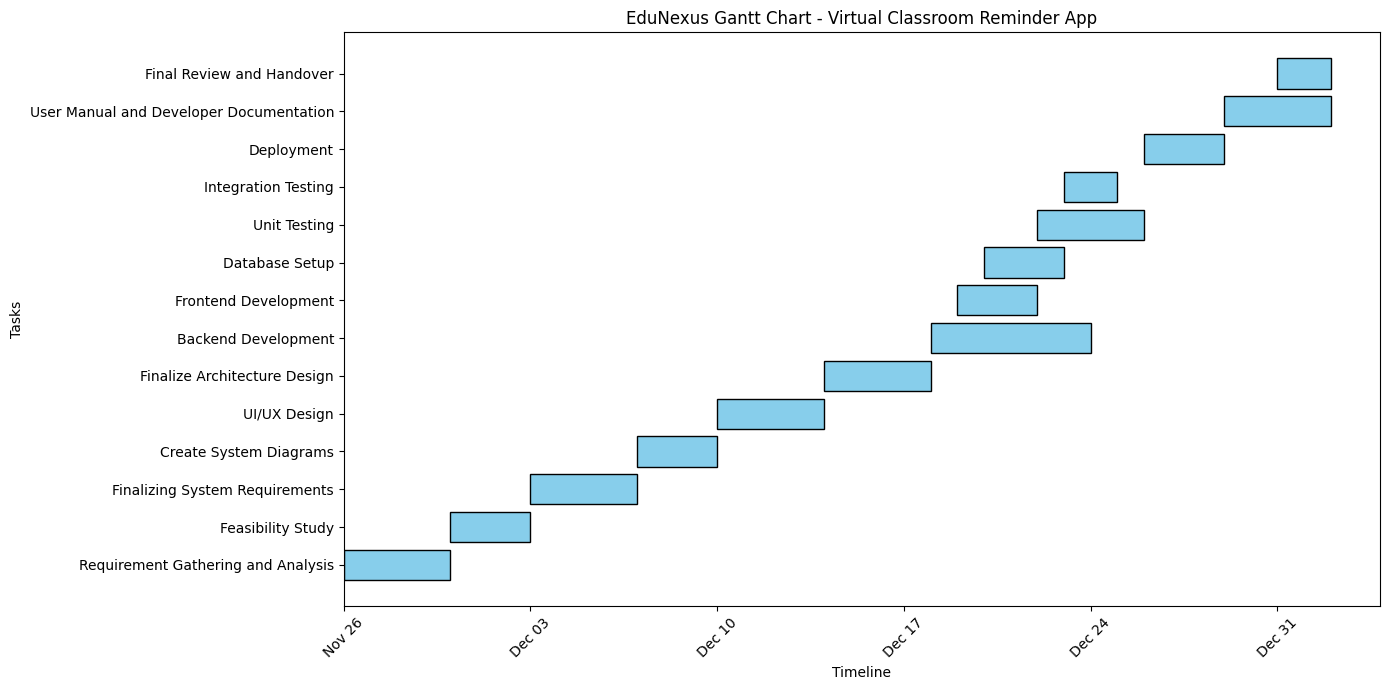 EduNexus Gantt Chart - Virtual Classroom Reminder App
Tasks
Final Review and Handover
User Manual and Developer Documentation
Deployment
Integration Testing
Unit Testing
Database Setup
Frontend Development
Backend Development
Finalize Architecture Design
UI/UX Design
Create System Diagrams
Finalizing System Requirements
Feasibility Study
Requirement Gathering and Analysis
Nov 26
Dec 03
Dec 10
Dec 17
Dec 24
Dec 31
Timeline